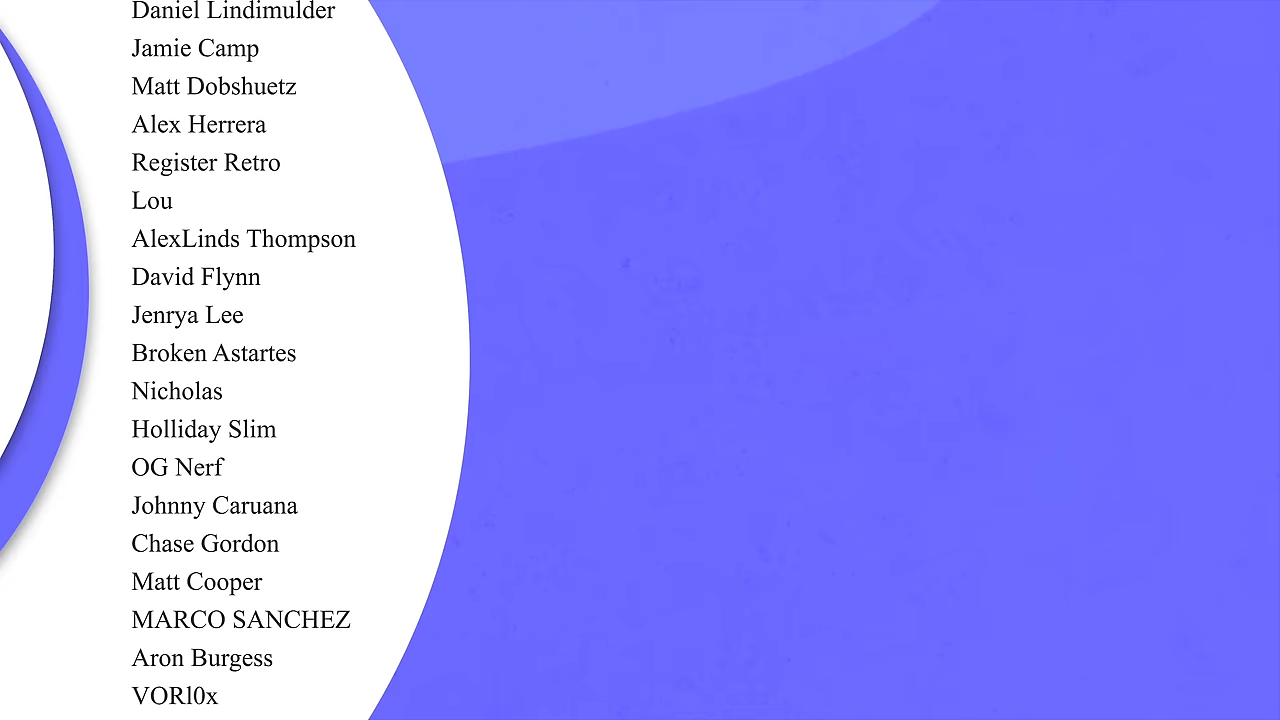 Daniel Lindimulder
Jamie Camp
Matt Dobshuetz
Alex Herrera
Register Retro
Lou
AlexLinds Thompson
David Flynn
Jenrya Lee
Broken Astartes
Nicholas
Holliday Slim
OG Nerf
Johnny Caruana
Chase Gordon
Matt Cooper
MARCO SANCHEZ
Aron Burgess
VORl0x